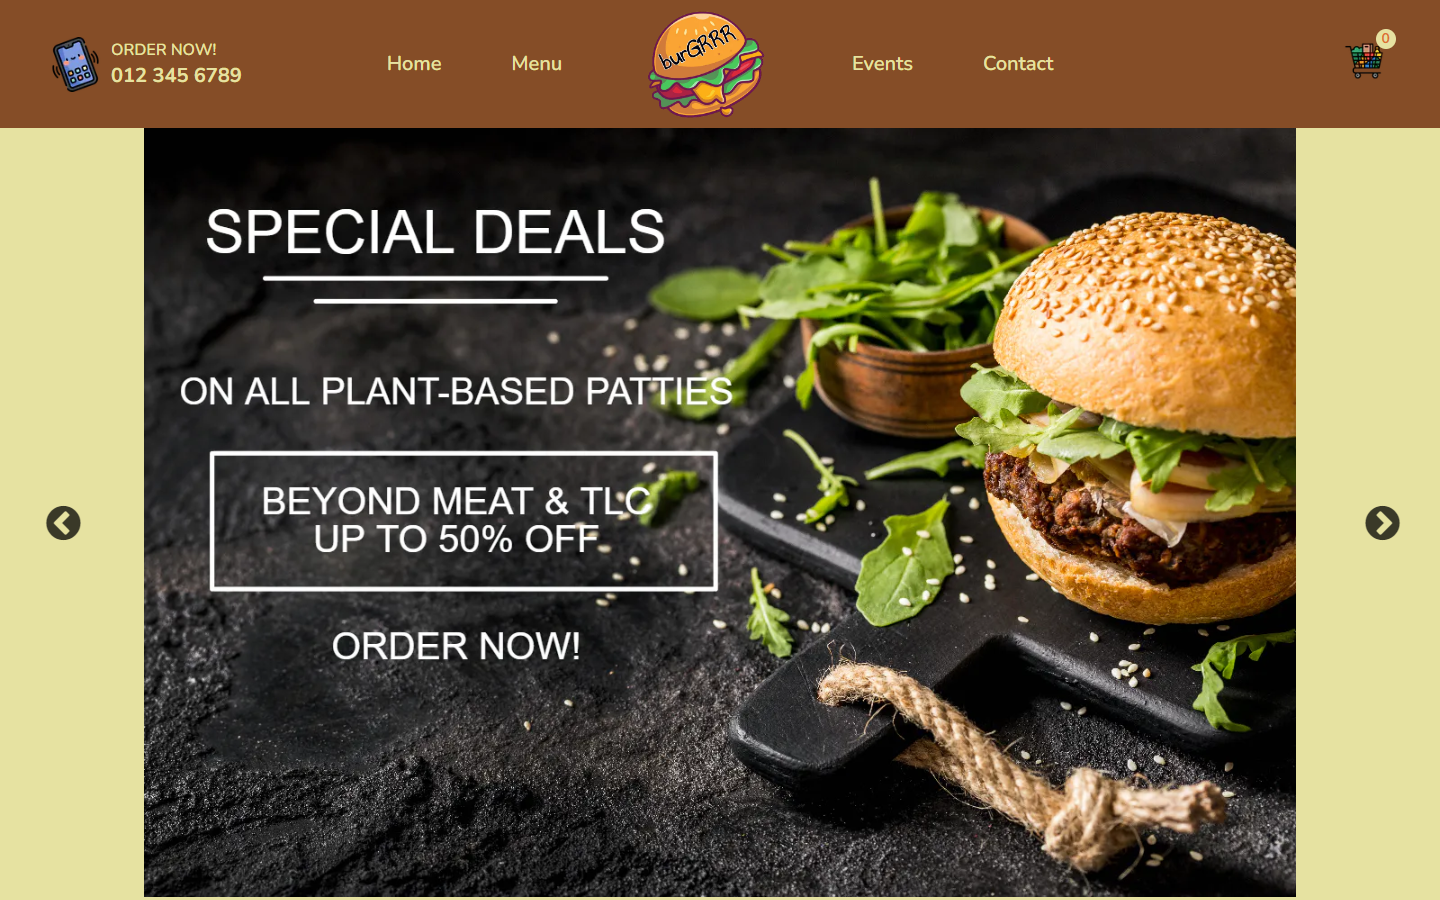 ORDER NOW!
012 345 6789
Home
Menu
burGRRR
Events
Contact
0
SPECIAL DEALS
ON ALL PLANT-BASED PATTIES
BEYOND MEAT & TLC
UP TO 50% OFF
ORDER NOW!